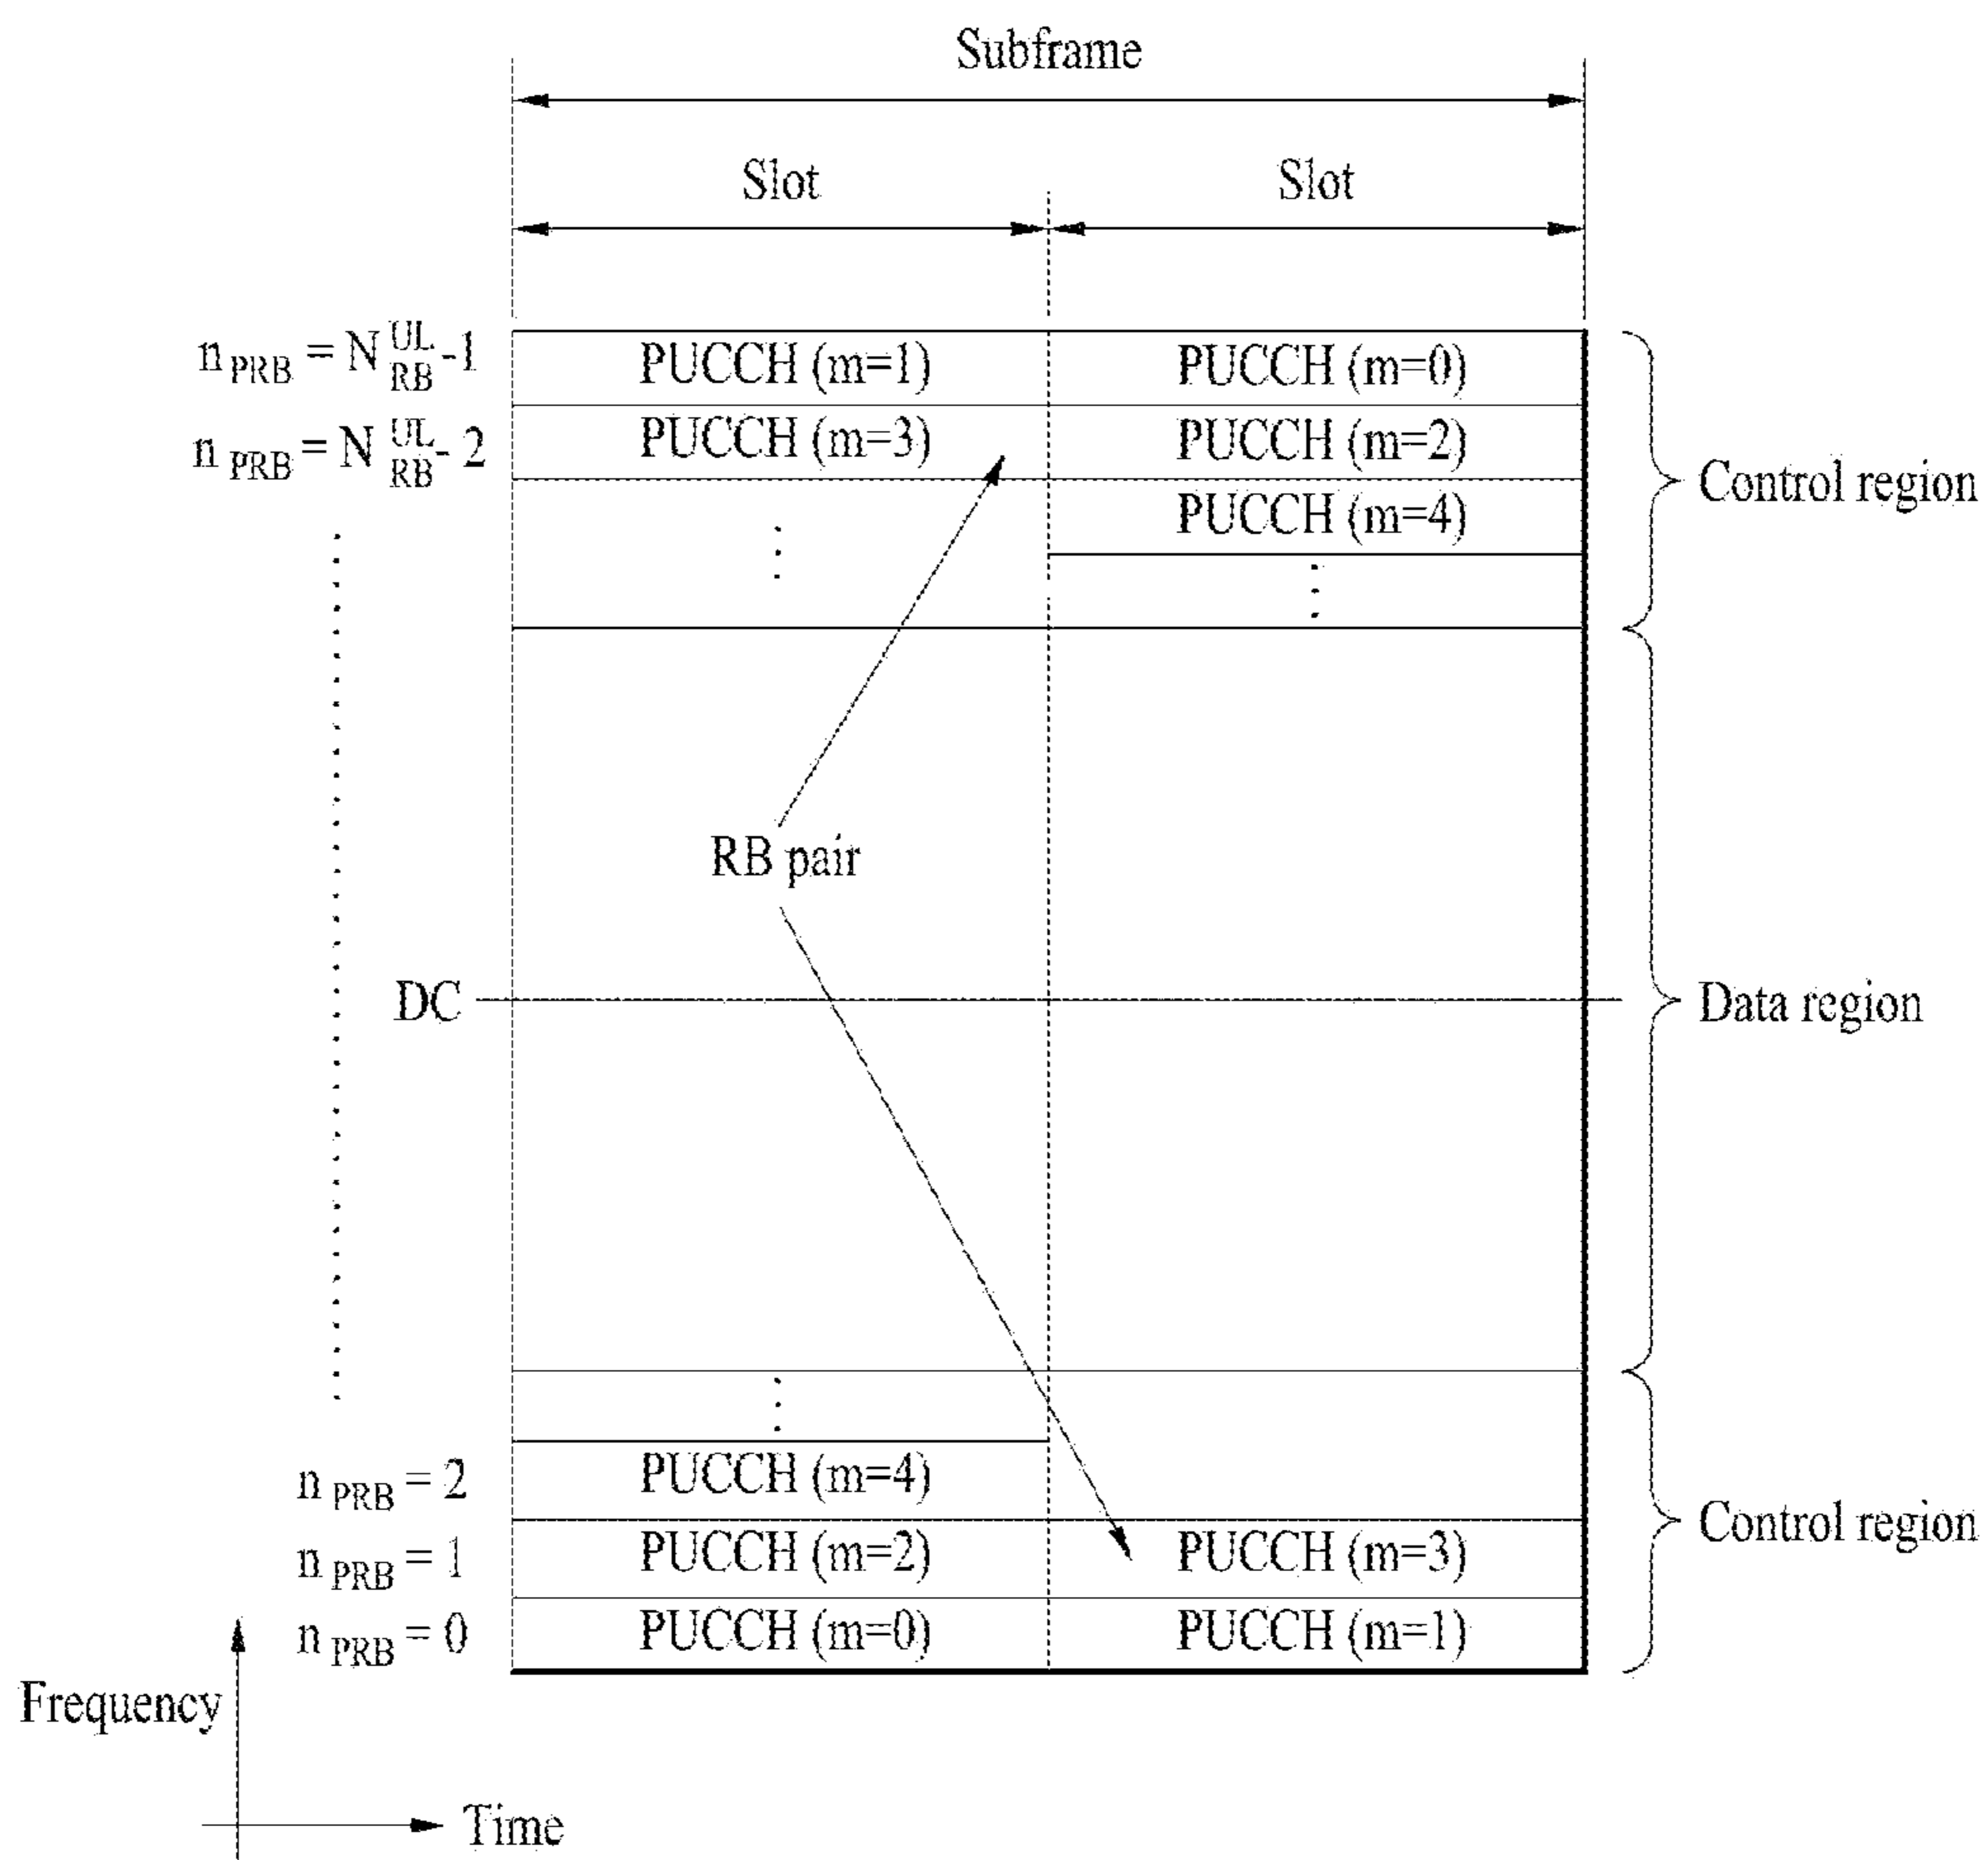 Subframe
Slot Slot
n PRB = N UL RB -1 PUCCH (m=1) PUCCH (m=0)
n PRB = N UL RB - 2 PUCCH (m=3) PUCCH (m=2)
Control region
PUCCH (m=4)
RB pair
DC
Data region
n PRB = 2 PUCCH (m=4)
Control region
n PRB = 1 PUCCH (m=2) PUCCH (m=3)
n PRB = 0 PUCCH (m=0) PUCCH (m=1)
Frequency
Time